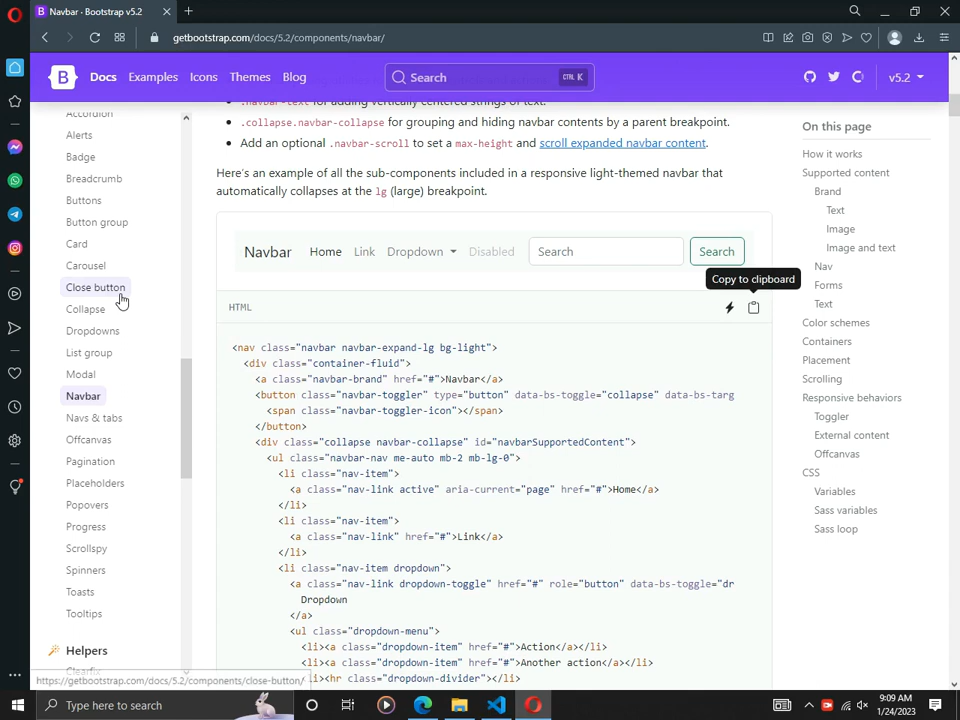 Navbar · Bootstrap v5.2
getbootstrap.com/docs/5.2/components/navbar/
B
Docs
Examples
Icons
Themes
Blog
Search
CTRL K
v5.2
Accordion
Alerts
Badge
Breadcrumb
Buttons
Button group
Card
Carousel
Close button
Collapse
Dropdowns
List group
Modal
Navbar
Navs & tabs
Offcanvas
Pagination
Placeholders
Popovers
Progress
Scrollspy
Spinners
Toasts
Tooltips
Helpers
Clearfix
https://getbootstrap.com/docs/5.2/components/close-button/
.navbar-text for adding vertically centered strings of text.
.collapse.navbar-collapse for grouping and hiding navbar contents by a parent breakpoint.
Add an optional .navbar-scroll to set a max-height and scroll expanded navbar content.
Here's an example of all the sub-components included in a responsive light-themed navbar that
automatically collapses at the lg (large) breakpoint.
Navbar Home Link Dropdown Disabled Search Search
Copy to clipboard
HTML
<nav class="navbar navbar-expand-lg bg-light">
<div class="container-fluid">
<a class="navbar-brand" href="#">Navbar</a>
<button class="navbar-toggler" type="button" data-bs-toggle="collapse" data-bs-targ
<span class="navbar-toggler-icon"></span>
</button>
<div class="collapse navbar-collapse" id="navbarSupportedContent">
<ul class="navbar-nav me-auto mb-2 mb-lg-0">
<li class="nav-item">
<a class="nav-link active" aria-current="page" href="#">Home</a>
</li>
<li class="nav-item">
<a class="nav-link" href="#">Link</a>
</li>
<li class="nav-item dropdown">
<a class="nav-link dropdown-toggle" href="#" role="button" data-bs-toggle="dr
Dropdown
</a>
<ul class="dropdown-menu">
<li><a class="dropdown-item" href="#">Action</a></li>
<li><a class="dropdown-item" href="#">Another action</a></li>
li><hr class="dropdown-divider"></li>
On this page
How it works
Supported content
Brand
Text
Image
Image and text
Nav
Forms
Text
Color schemes
Containers
Placement
Scrolling
Responsive behaviors
Toggler
External content
Offcanvas
CSS
Variables
Sass variables
Sass loop
Type here to search
9:09 AM
1/24/2023